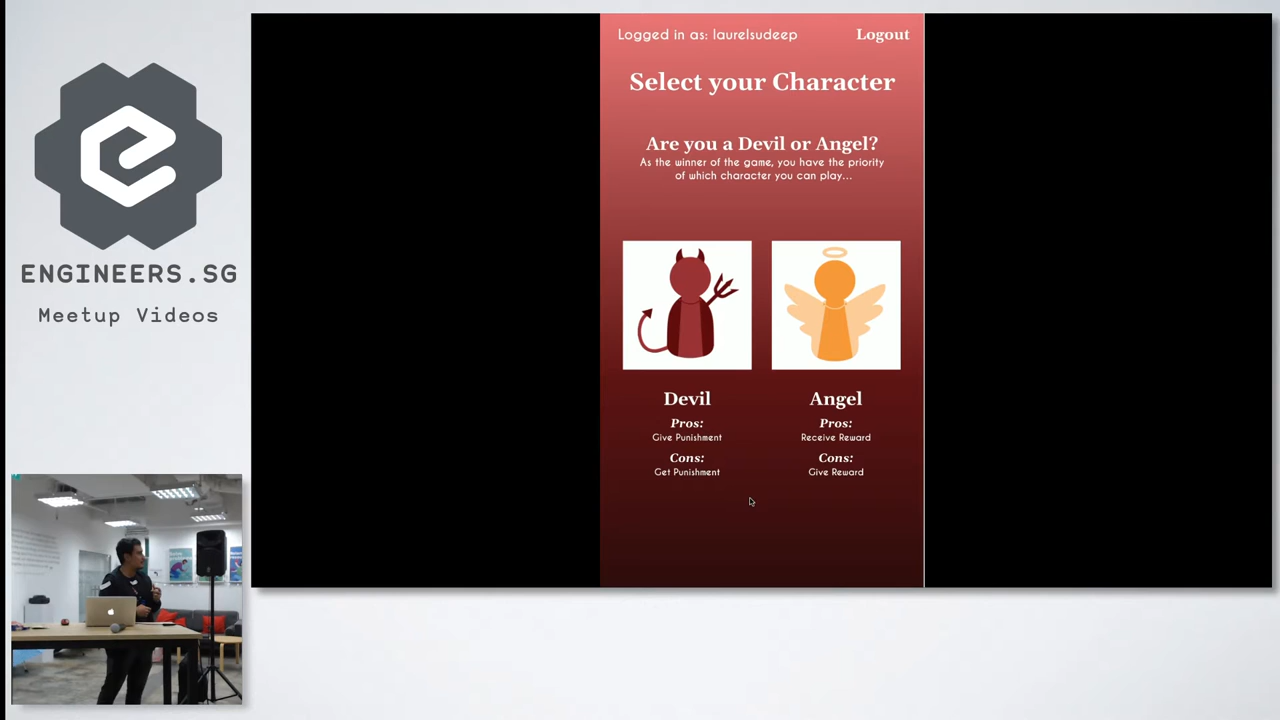 ENGINEERS.SG
Meetup Videos
Logged in as: laurelsudeep
Logout
Select your Character
Are you a Devil or Angel?
As the winner of the game, you have the priority
of which character you can play...
Devil
Pros:
Give Punishment
Cons:
Get Punishment
Angel
Pros:
Receive Reward
Cons:
Give Reward